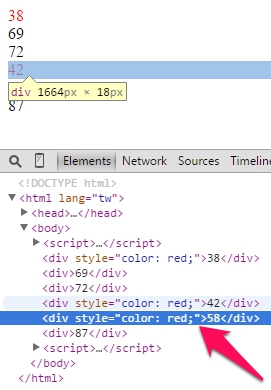 38
69
72
42
div 1664px × 18px
87
Elements Network Sources Timeline
<!DOCTYPE html>
▼<html lang="tw">
▶<head>…</head>
▼<body>
▶<script>…</script>
<div style="color: red;">38</div>
<div>69</div>
<div>72</div>
<div style="color: red;">42</div>
<div style="color: red;">58</div>
<div>87</div>
▶<script>…</script>
</body>
</html>